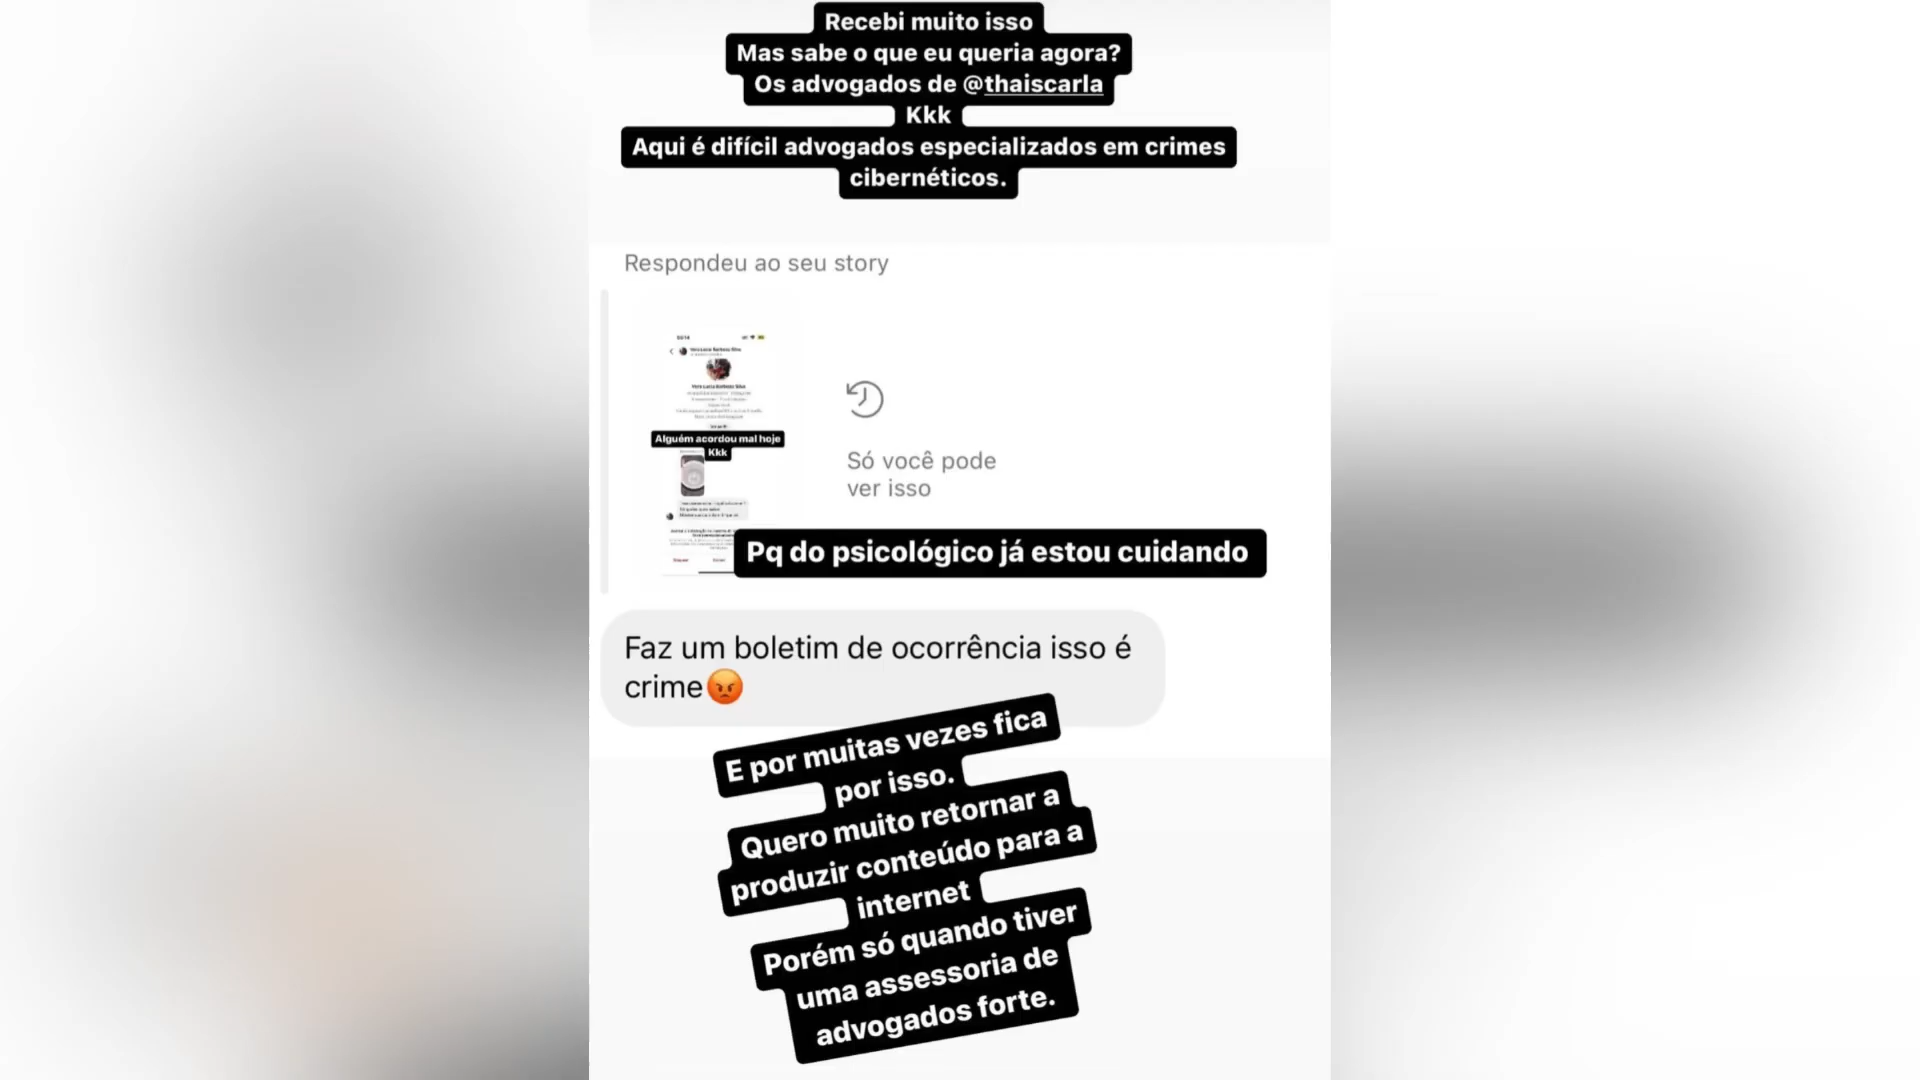 Recebi muito isso
Mas sabe o que eu queria agora?
Os advogados de @thaiscarla
Kkk
Aqui é difícil advogados especializados em crimes
cibernéticos.
Respondeu ao seu story
Alguém acordou mal hoje
Kkk
Só você pode
ver isso
Pq do psicológico já estou cuidando
Faz um boletim de ocorrência isso é
crime
E por muitas vezes fica
por isso.
Quero muito retornar a
produzir conteúdo para a
internet
Porém só quando tiver
uma assessoria de
advogados forte.